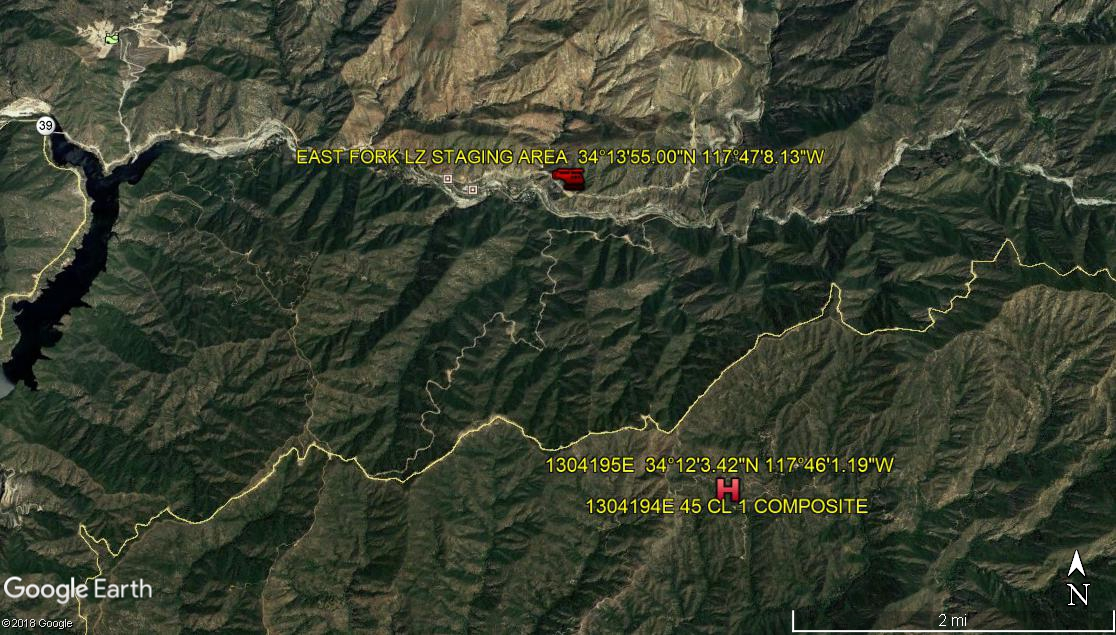 39
EAST FORK LZ STAGING AREA 34°13'55.00"N 117°47'8.13"W
1304195E 34°12'3.42"N 117°46'1.19"W
H
1304194E 45 CL 1 COMPOSITE
Google Earth
N
©2018 Google
2 mi